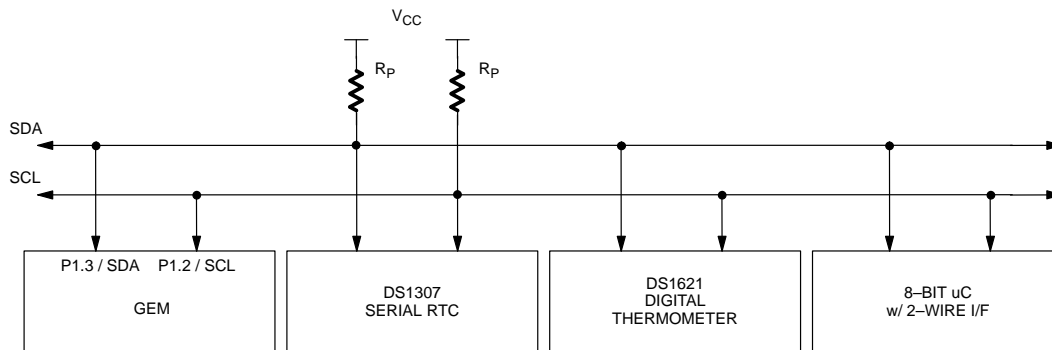 VCC
RP
RP
SDA
SCL
P1.3 / SDA
P1.2 / SCL
GEM
DS1307
SERIAL RTC
DS1621
DIGITAL
THERMOMETER
8–BIT uC
w/ 2–WIRE I/F